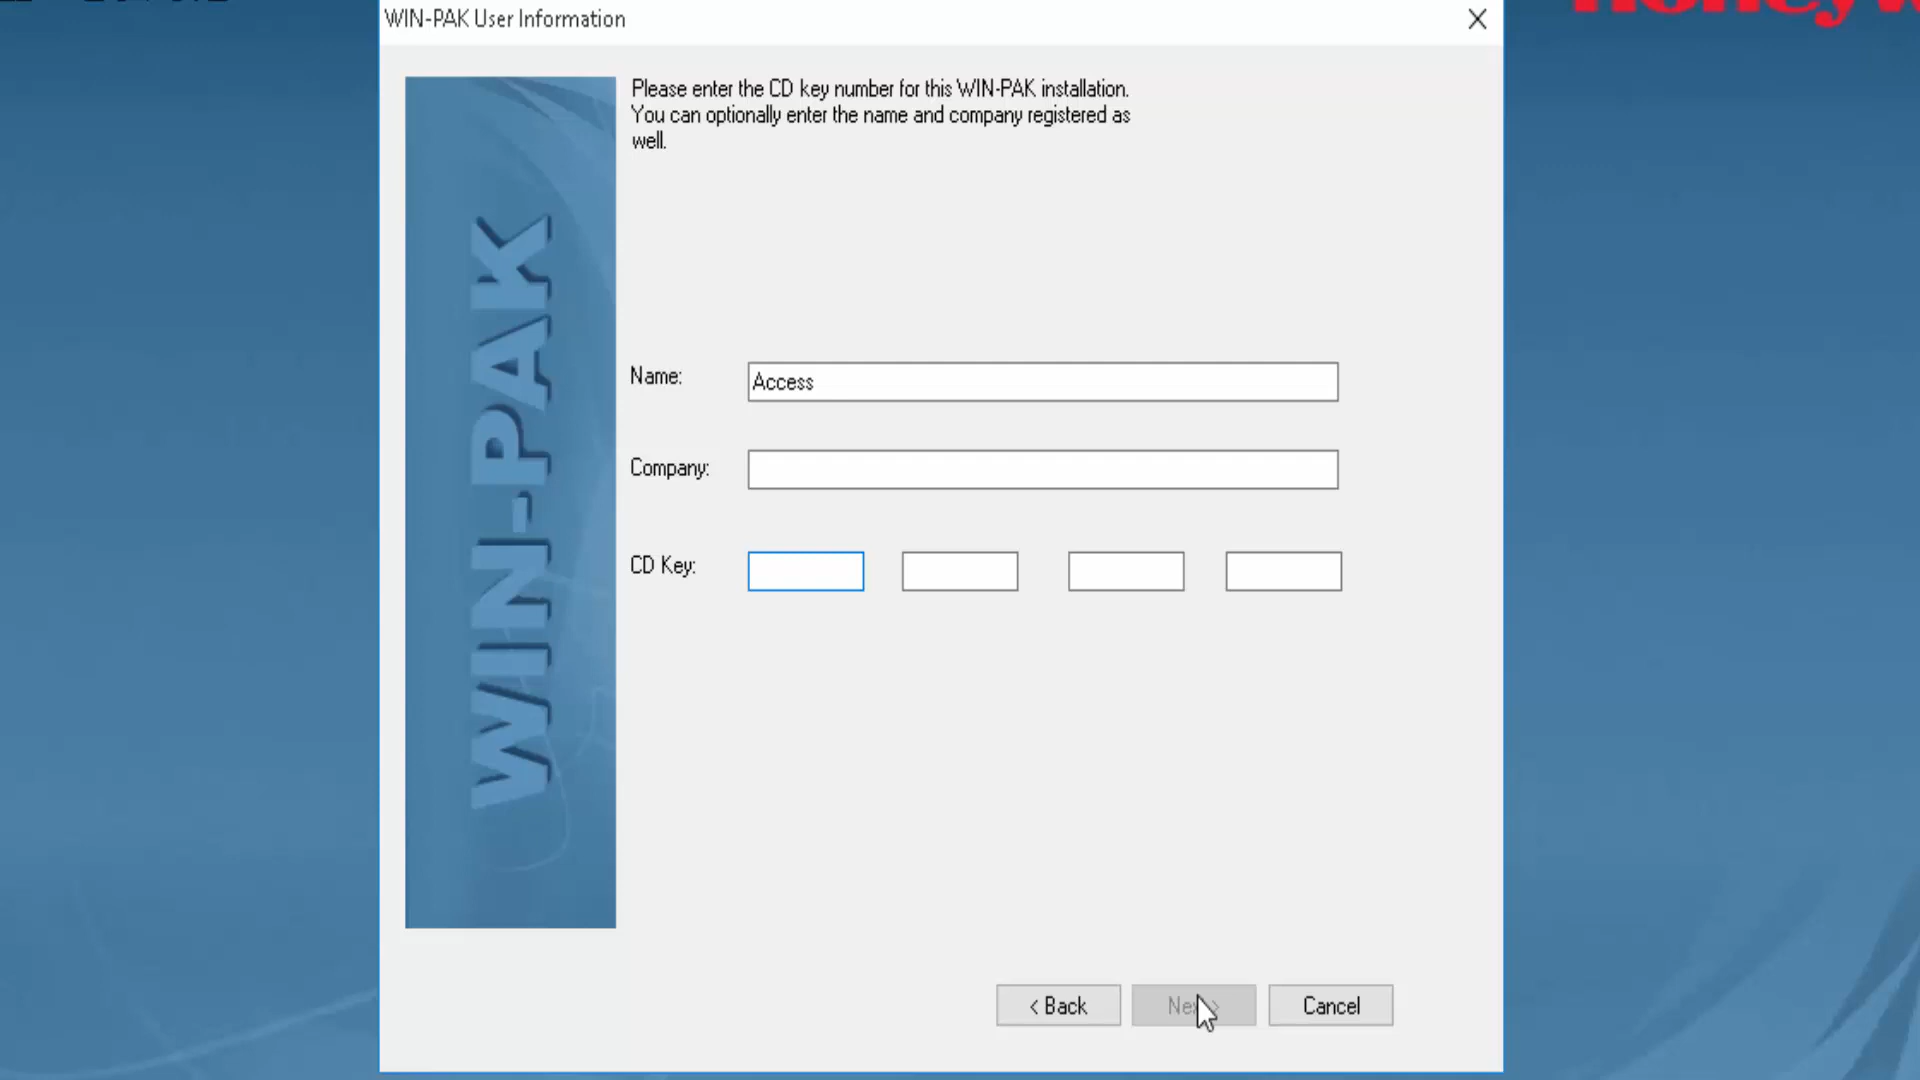 WIN-PAK User Information
Please enter the CD key number for this WIN-PAK installation.
You can optionally enter the name and company registered as
well.
WIN-PAK
Name:
Access
Company:
CD Key:
< Back
Cancel